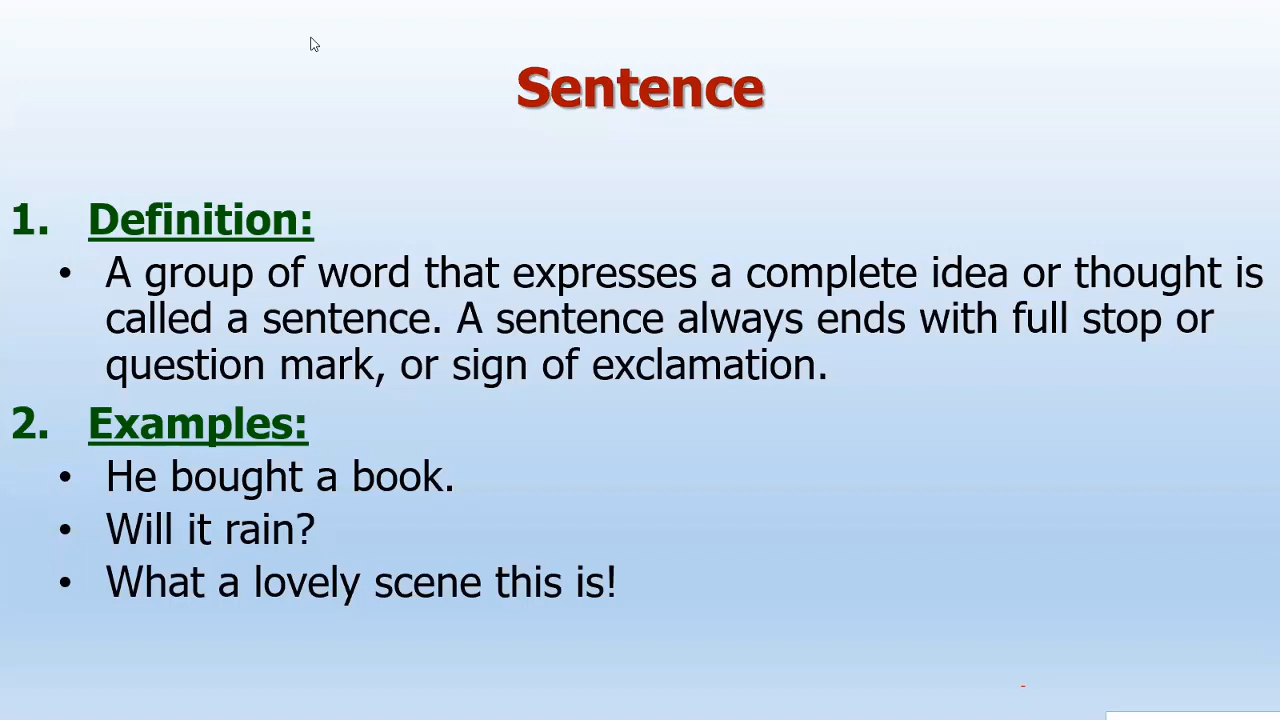 Sentence
1. Definition:
• A group of word that expresses a complete idea or thought is
called a sentence. A sentence always ends with full stop or
question mark, or sign of exclamation.
2. Examples:
• He bought a book.
• Will it rain?
• What a lovely scene this is!